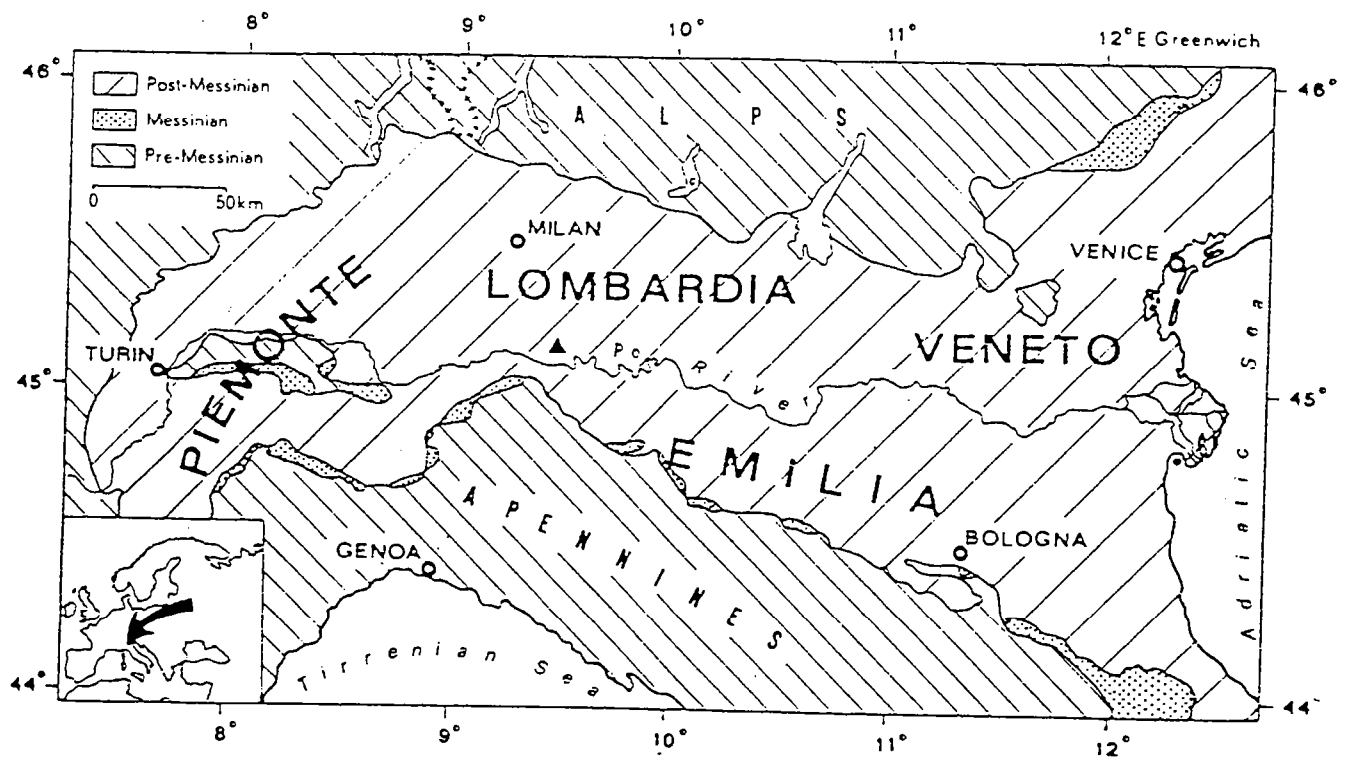 8° 9° 10° 11° 12°E Greenwich
46° 46°
Post-Messinian
Messinian
Pre-Messinian
0 50km
A L P S
MILAN
LOMBARDIA
VENICE
PIEMONTE
TURIN
Po River
VENETO
45° 45°
Adrialic Sea
EMiLIA
APENNINES
GENOA
BOLOGNA
Tirrenian Sea
44° 44°
8° 9° 10° 11° 12°